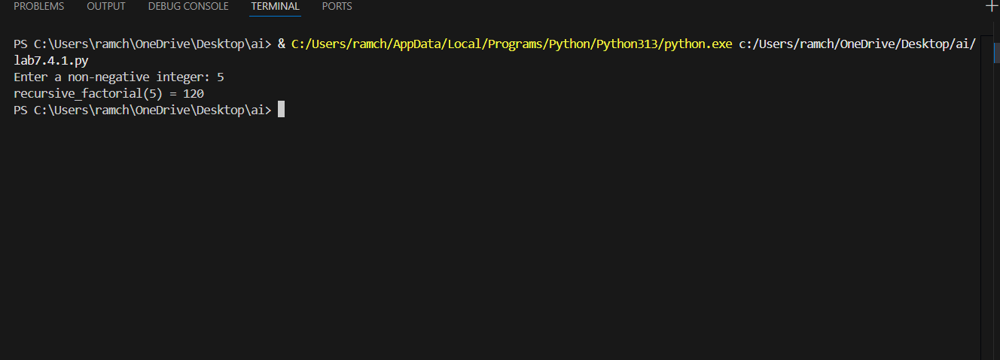 PROBLEMS OUTPUT DEBUG CONSOLE TERMINAL PORTS
PS C:\Users\ramch\OneDrive\Desktop\ai> & C:/Users/ramch/AppData/Local/Programs/Python/Python313/python.exe c:/Users/ramch/OneDrive/Desktop/ai/
lab7.4.1.py
Enter a non-negative integer: 5
recursive_factorial(5) = 120
PS C:\Users\ramch\OneDrive\Desktop\ai>